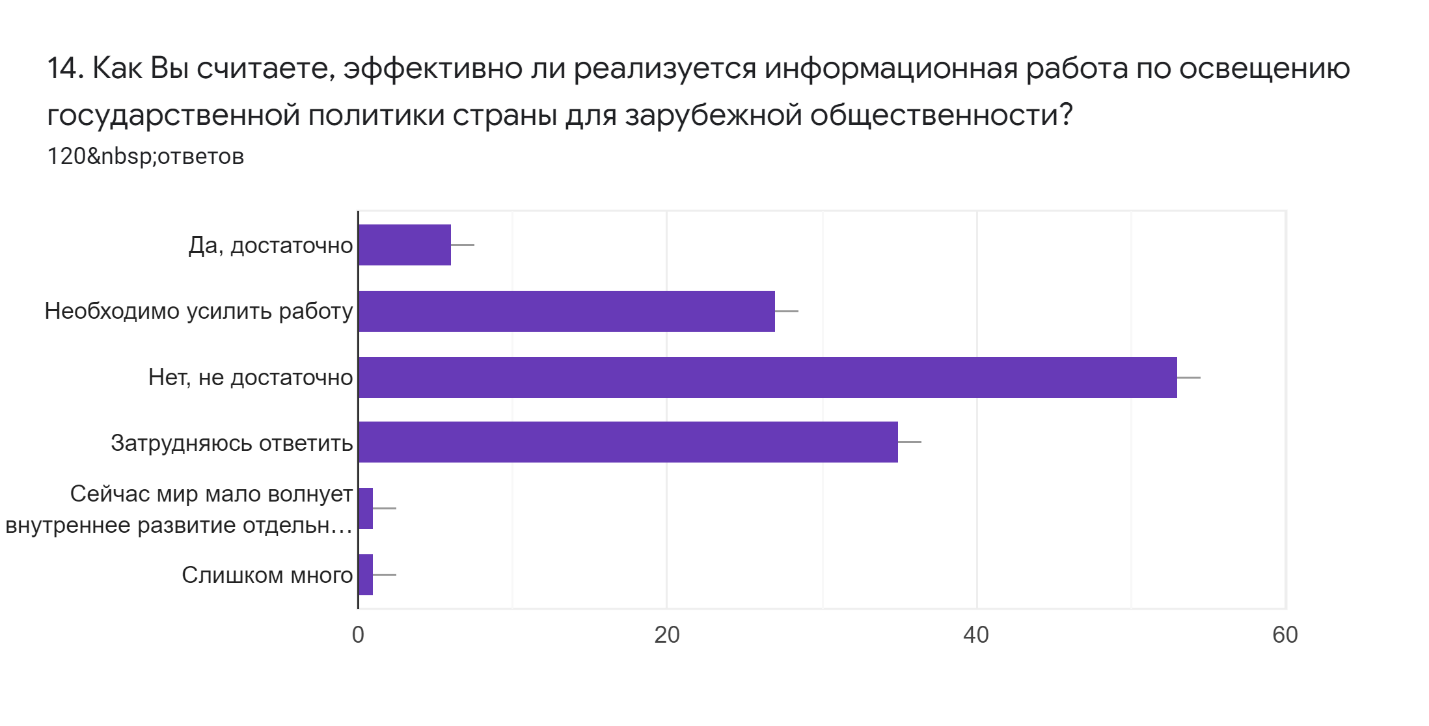 14. Как Вы считаете, эффективно ли реализуется информационная работа по освещению
государственной политики страны для зарубежной общественности?
120&nbsp;ответов
Да, достаточно
Необходимо усилить работу
Нет, не достаточно
Затрудняюсь ответить
Сейчас мир мало волнует
внутреннее развитие отдельн…
Слишком много
0 20 40 60